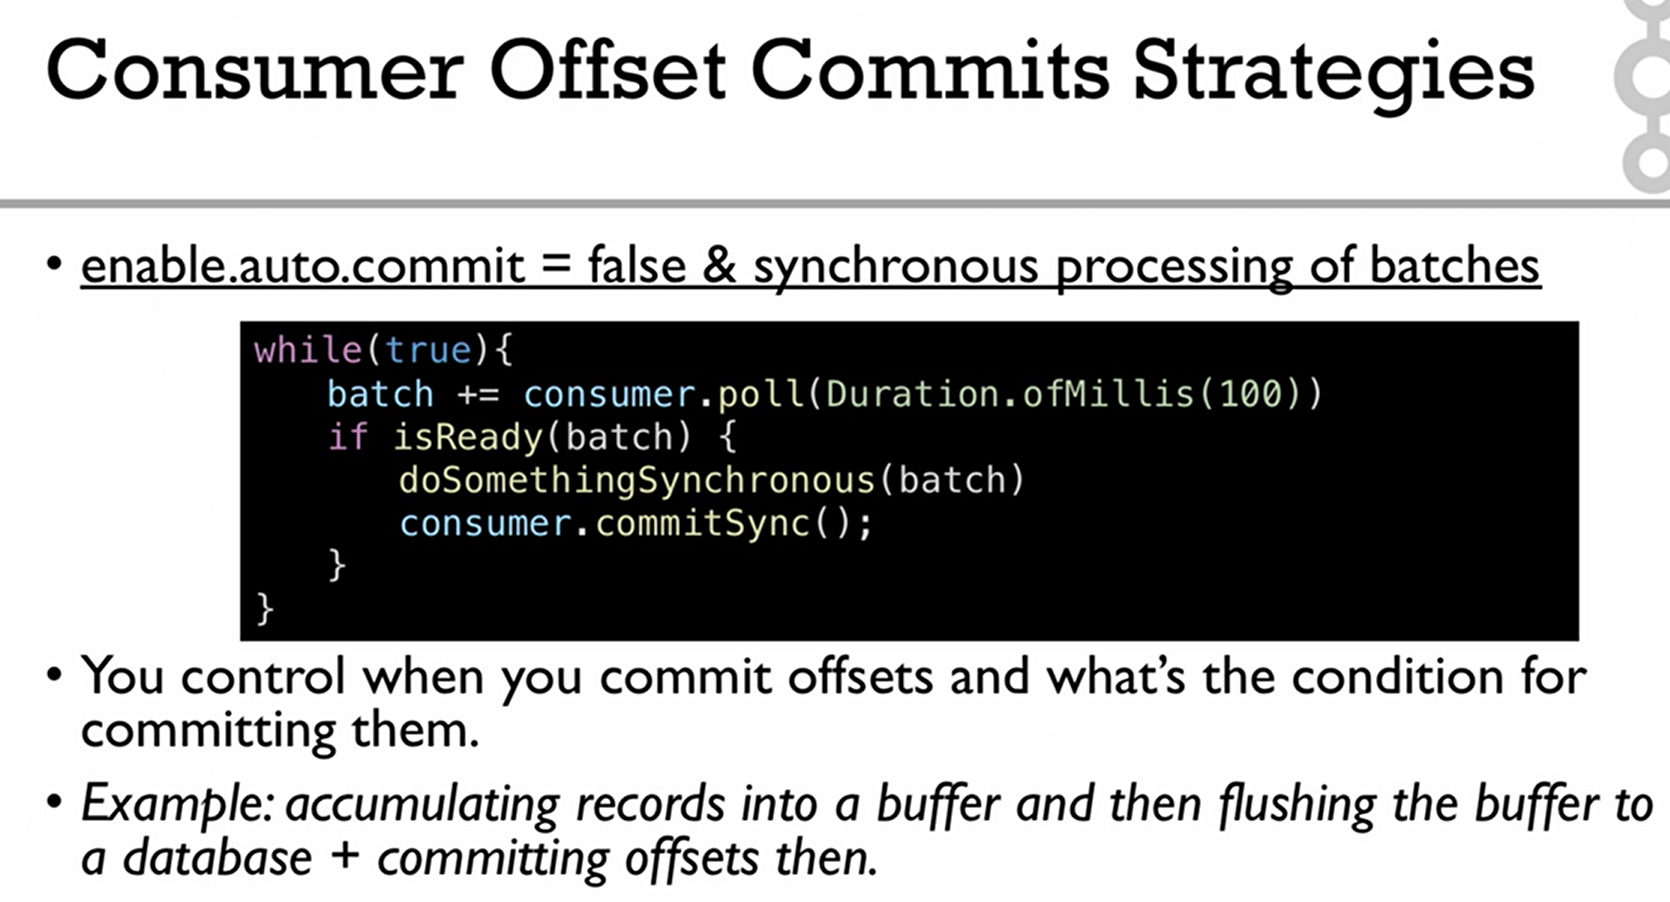 Consumer Offset Commits Strategies
• enable.auto.commit = false & synchronous processing of batches
while(true){
    batch += consumer.poll(Duration.ofMillis(100))
    if isReady(batch) {
        doSomethingSynchronous(batch)
        consumer.commitSync();
    }
}
• You control when you commit offsets and what’s the condition for
committing them.
• Example: accumulating records into a buffer and then flushing the buffer to
a database + committing offsets then.